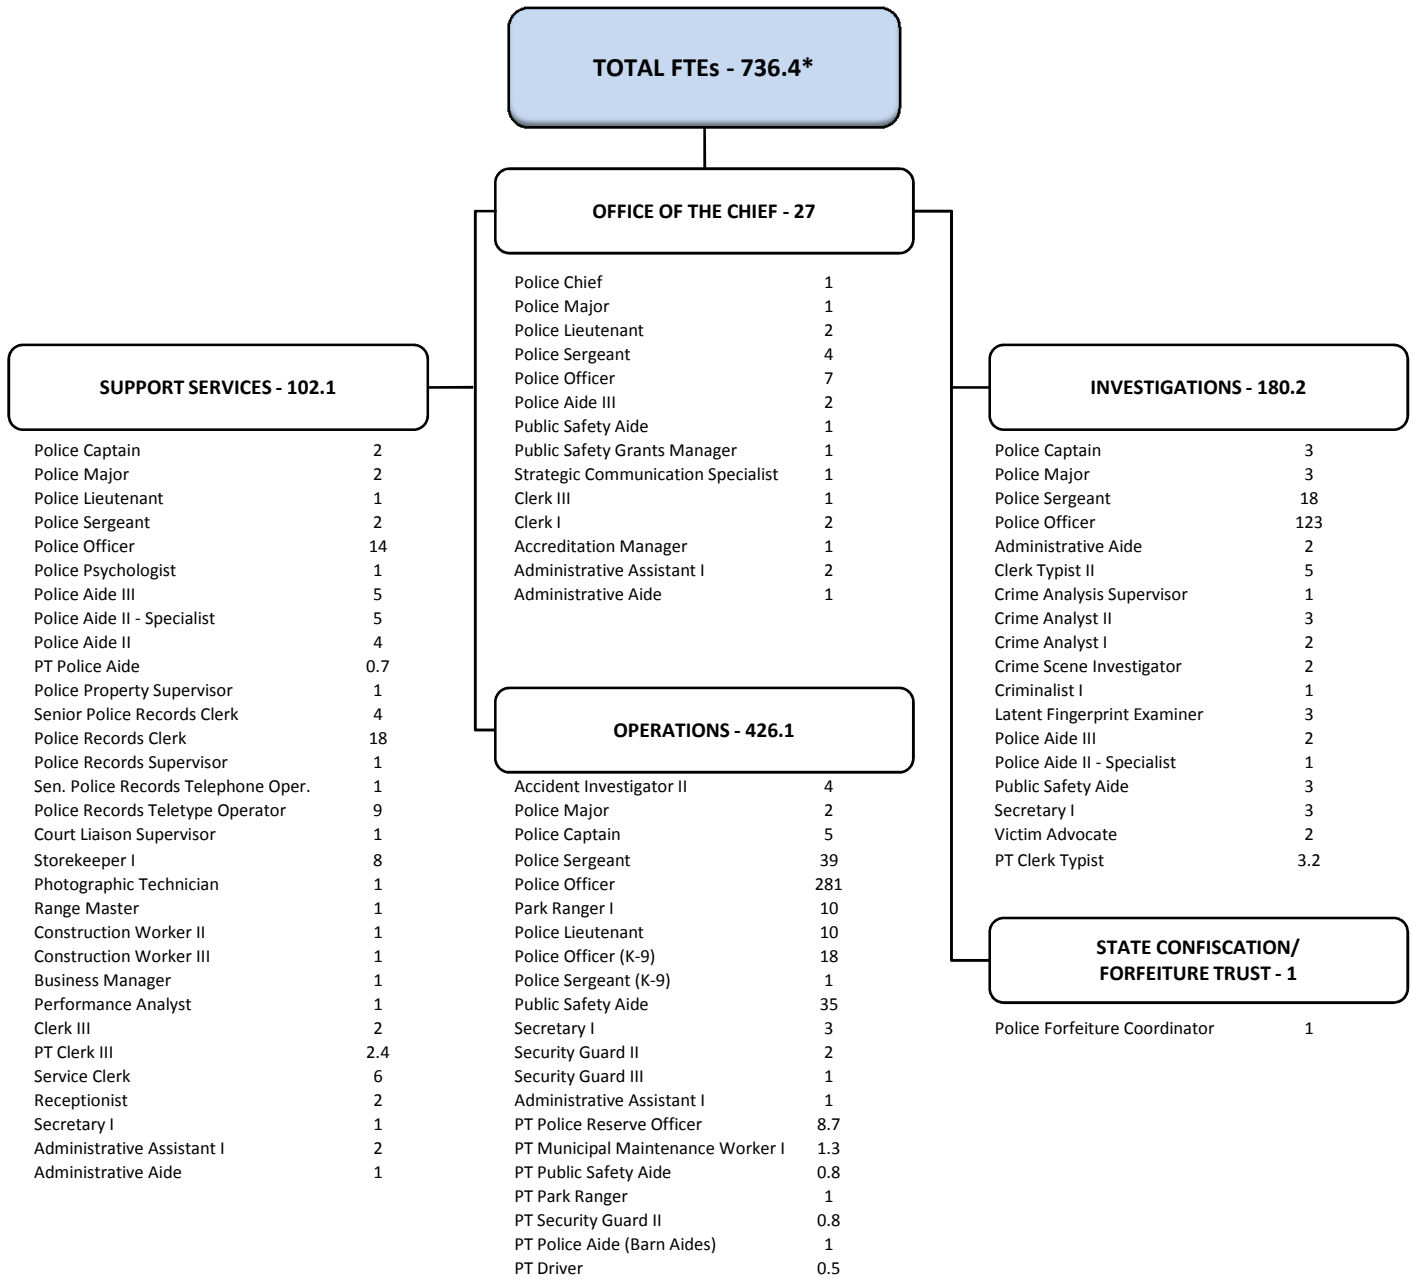 TOTAL FTEs - 736.4*
OFFICE OF THE CHIEF - 27
Police Chief 1
Police Major 1
Police Lieutenant 2
Police Sergeant 4
Police Officer 7
Police Aide III 2
Public Safety Aide 1
Public Safety Grants Manager 1
Strategic Communication Specialist 1
Clerk III 1
Clerk I 2
Accreditation Manager 1
Administrative Assistant I 2
Administrative Aide 1
SUPPORT SERVICES - 102.1
Police Captain 2
Police Major 2
Police Lieutenant 1
Police Sergeant 2
Police Officer 14
Police Psychologist 1
Police Aide III 5
Police Aide II - Specialist 5
Police Aide II 4
PT Police Aide 0.7
Police Property Supervisor 1
Senior Police Records Clerk 4
Police Records Clerk 18
Police Records Supervisor 1
Sen. Police Records Telephone Oper. 1
Police Records Teletype Operator 9
Court Liaison Supervisor 1
Storekeeper I 8
Photographic Technician 1
Range Master 1
Construction Worker II 1
Construction Worker III 1
Business Manager 1
Performance Analyst 1
Clerk III 2
PT Clerk III 2.4
Service Clerk 6
Receptionist 2
Secretary I 1
Administrative Assistant I 2
Administrative Aide 1
OPERATIONS - 426.1
Accident Investigator II 4
Police Major 2
Police Captain 5
Police Sergeant 39
Police Officer 281
Park Ranger I 10
Police Lieutenant 10
Police Officer (K-9) 18
Police Sergeant (K-9) 1
Public Safety Aide 35
Secretary I 3
Security Guard II 2
Security Guard III 1
Administrative Assistant I 1
PT Police Reserve Officer 8.7
PT Municipal Maintenance Worker I 1.3
PT Public Safety Aide 0.8
PT Park Ranger 1
PT Security Guard II 0.8
PT Police Aide (Barn Aides) 1
PT Driver 0.5
INVESTIGATIONS - 180.2
Police Captain 3
Police Major 3
Police Sergeant 18
Police Officer 123
Administrative Aide 2
Clerk Typist II 5
Crime Analysis Supervisor 1
Crime Analyst II 3
Crime Analyst I 2
Crime Scene Investigator 2
Criminalist I 1
Latent Fingerprint Examiner 3
Police Aide III 2
Police Aide II - Specialist 1
Public Safety Aide 3
Secretary I 3
Victim Advocate 2
PT Clerk Typist 3.2
STATE CONFISCATION/
FORFEITURE TRUST - 1
Police Forfeiture Coordinator 1